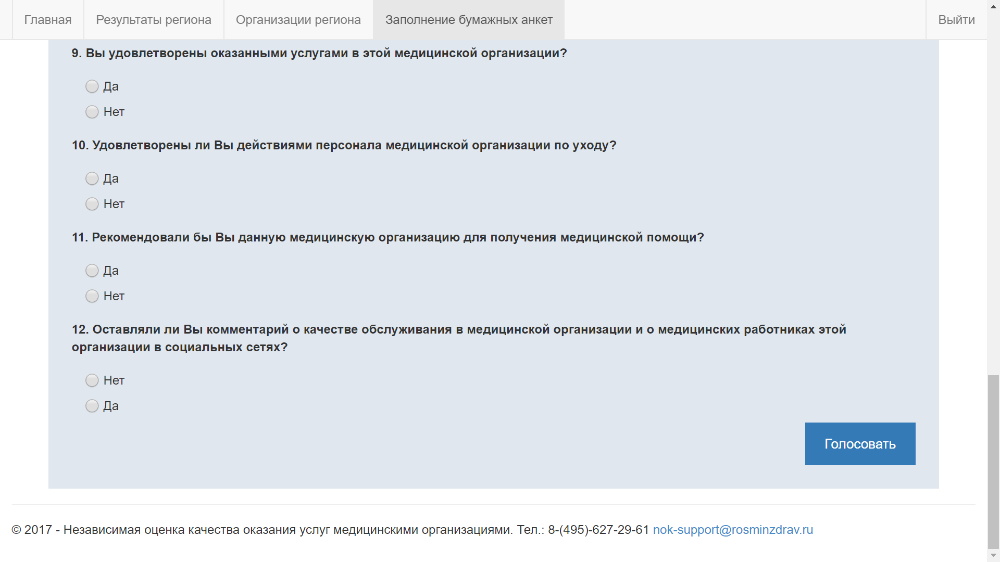 Главная
Результаты региона
Организации региона
Заполнение бумажных анкет
Выйти
9. Вы удовлетворены оказанными услугами в этой медицинской организации?
Да
Нет
10. Удовлетворены ли Вы действиями персонала медицинской организации по уходу?
Да
Нет
11. Рекомендовали бы Вы данную медицинскую организацию для получения медицинской помощи?
Да
Нет
12. Оставляли ли Вы комментарий о качестве обслуживания в медицинской организации и о медицинских работниках этой
организации в социальных сетях?
Нет
Да
Голосовать
© 2017 - Независимая оценка качества оказания услуг медицинскими организациями. Тел.: 8-(495)-627-29-61 nok-support@rosminzdrav.ru